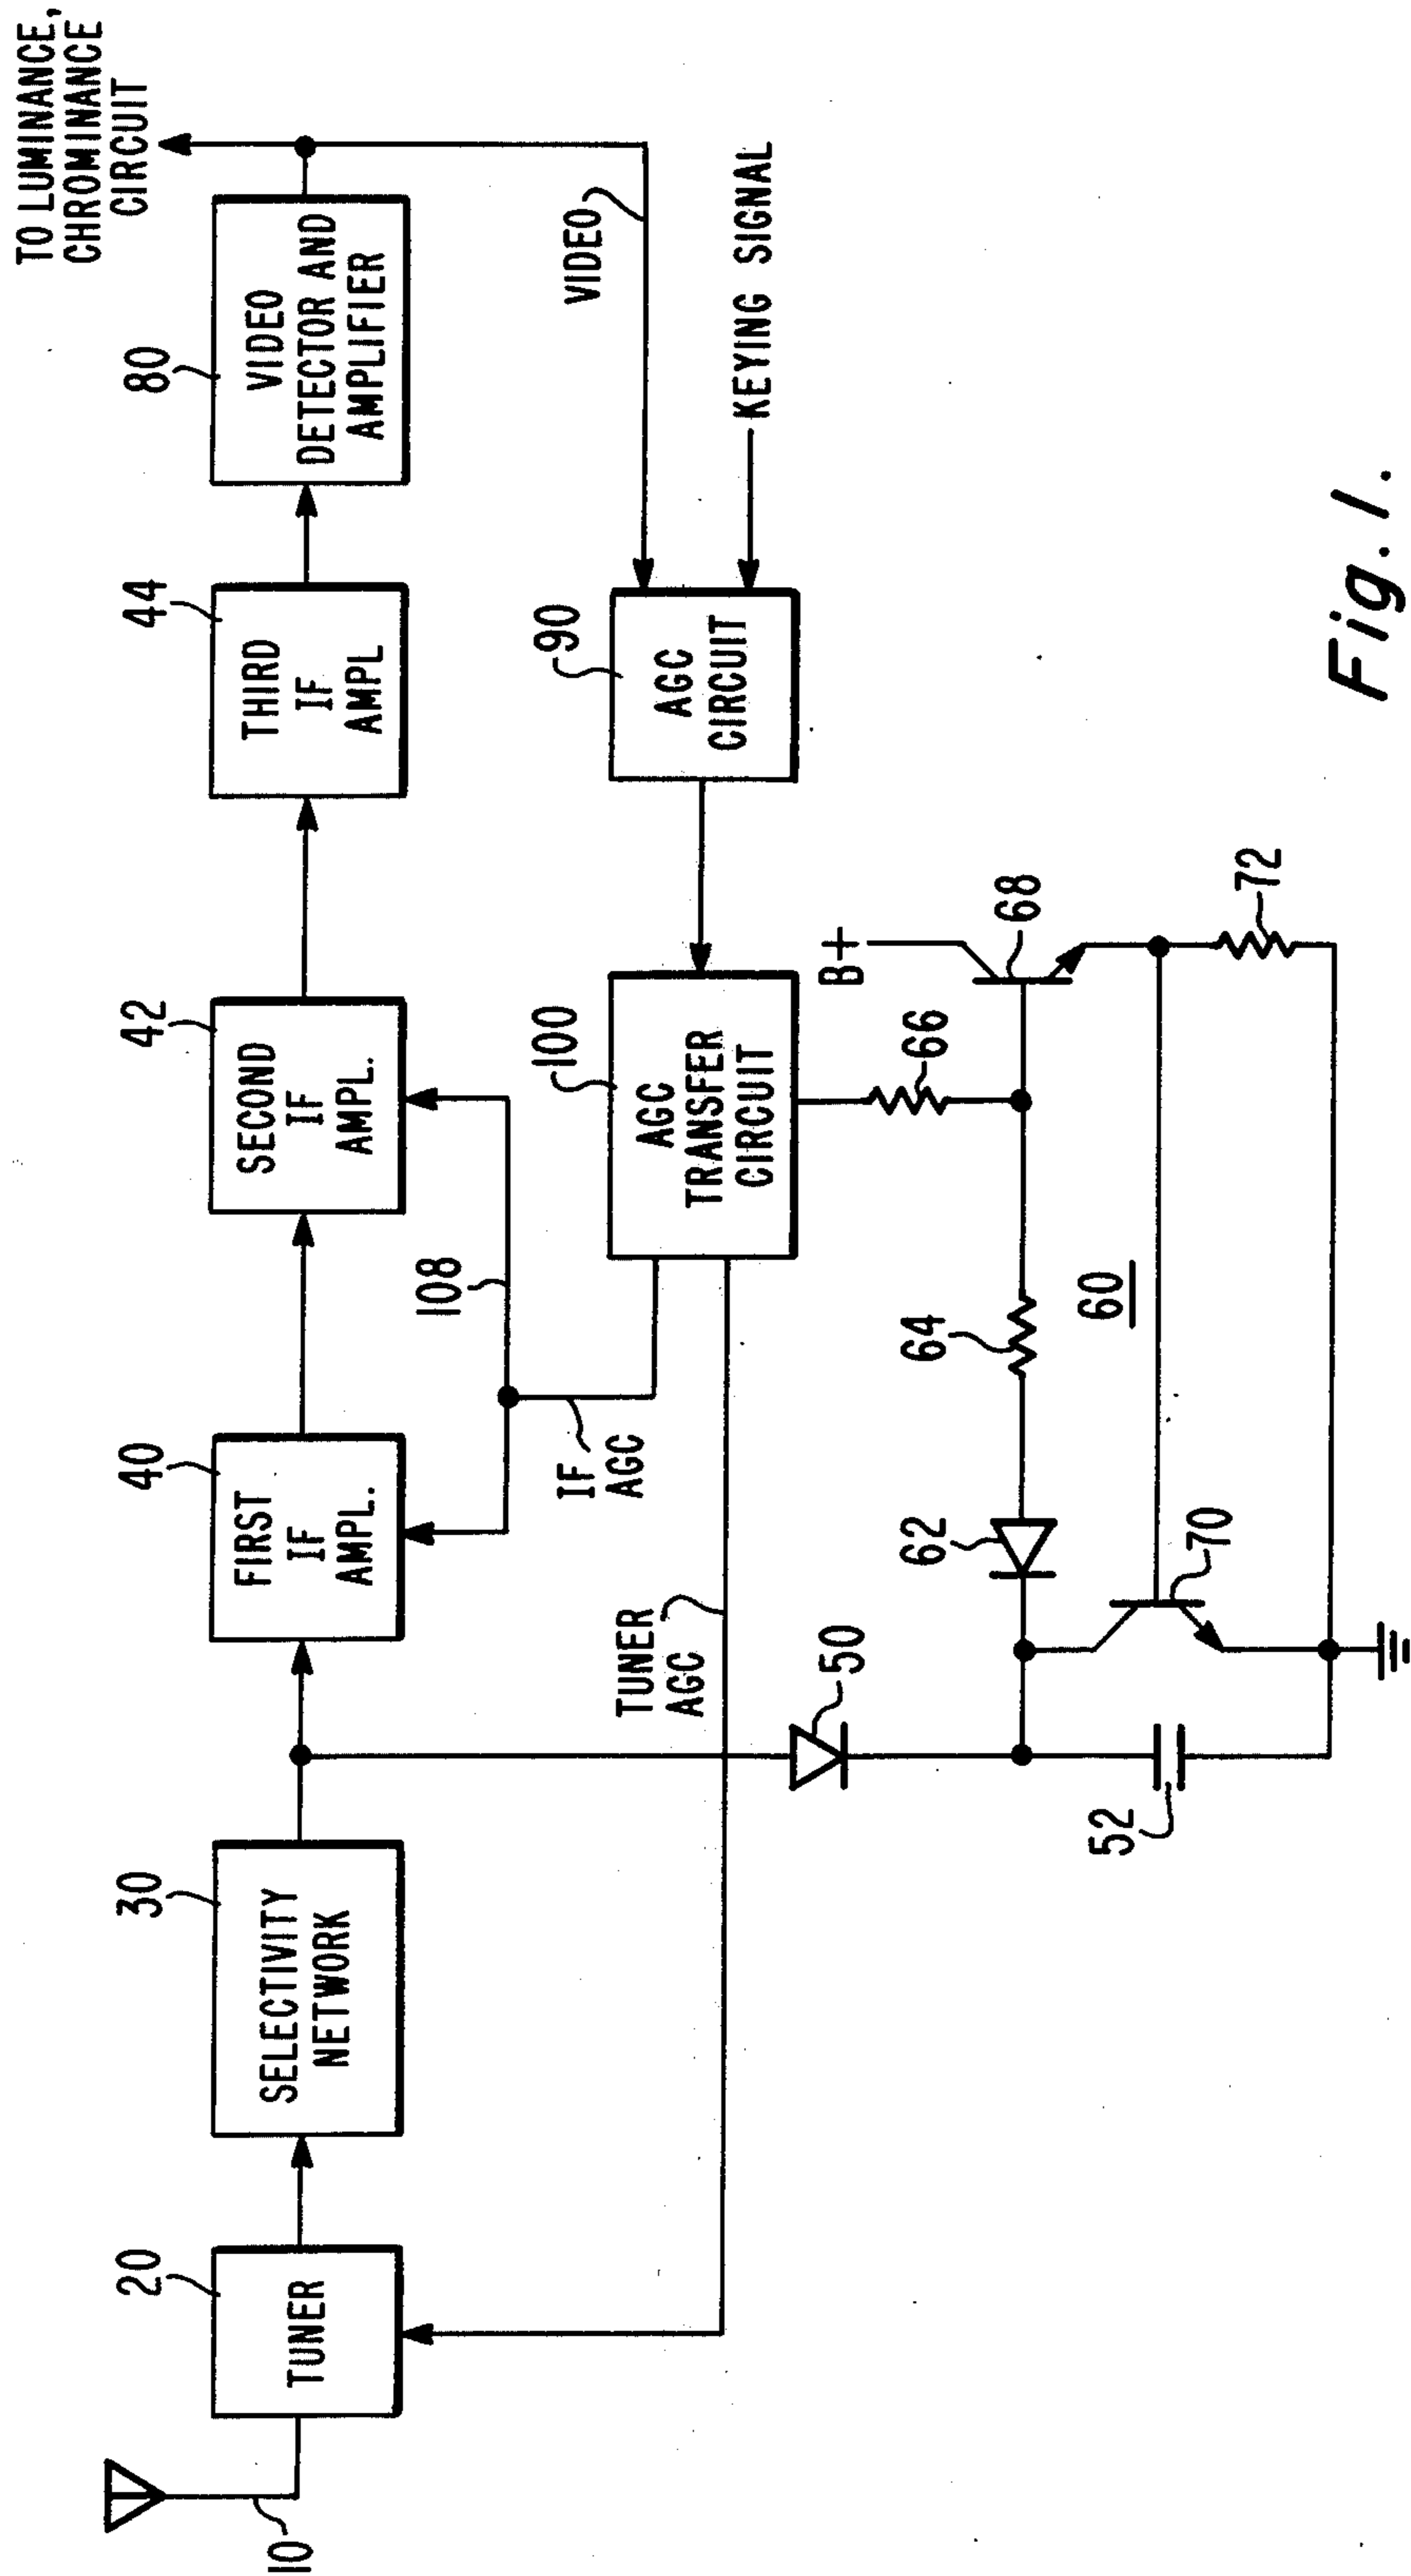 TO LUMINANCE,
CHROMINANCE
CIRCUIT
10
20
TUNER
30
SELECTIVITY
NETWORK
40
FIRST
IF
AMPL.
42
SECOND
IF
AMPL.
44
THIRD
IF
AMPL
80
VIDEO
DETECTOR AND
AMPLIFIER
108
IF
AGC
VIDEO
KEYING SIGNAL
90
AGC
CIRCUIT
100
AGC
TRANSFER
CIRCUIT
TUNER
AGC
50
52
60
62
64
66
B+
68
70
72
Fig. 1.